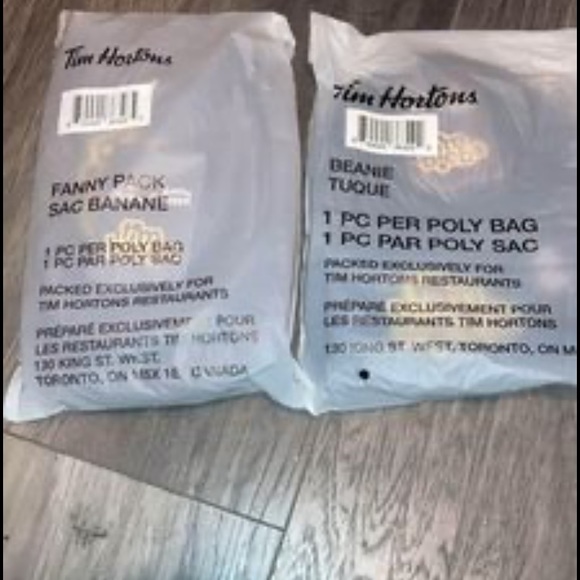 Tim Hortons
FANNY PACK
SAC BANANE
1 PC PER POLY BAG
1 PC PAR POLY SAC
PACKED EXCLUSIVELY FOR
TIM HORTONS RESTAURANTS
PRÉPARÉ EXCLUSIVEMENT POUR
LES RESTAURANTS TIM HORTONS
130 KING ST. WEST.
TORONTO, ON CANADA
Tim Hortons
BEANIE
TUQUE
1 PC PER POLY BAG
1 PC PAR POLY SAC
PACKED EXCLUSIVELY FOR
TIM HORTONS RESTAURANTS
PRÉPARÉ EXCLUSIVEMENT POUR
LES RESTAURANTS TIM HORTONS
130 KING ST. WEST, TORONTO, ON M